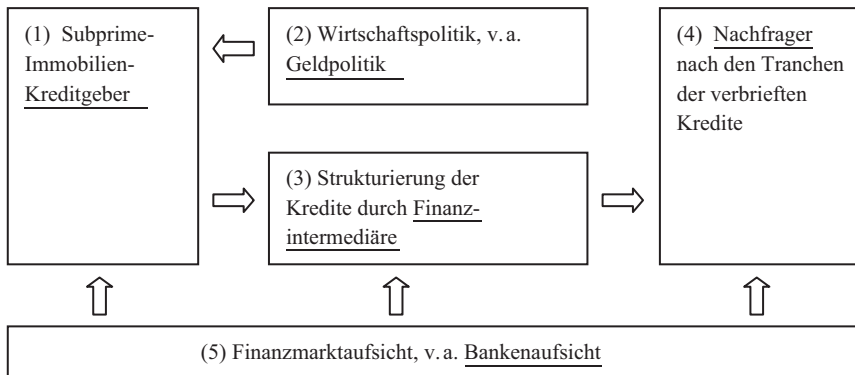 (1) Subprime-
Immobilien-
Kreditgeber
(2) Wirtschaftspolitik, v. a.
Geldpolitik
(3) Strukturierung der
Kredite durch Finanz-
intermediäre
(4) Nachfrager
nach den Tranchen
der verbrieften
Kredite
(5) Finanzmarktaufsicht, v. a. Bankenaufsicht